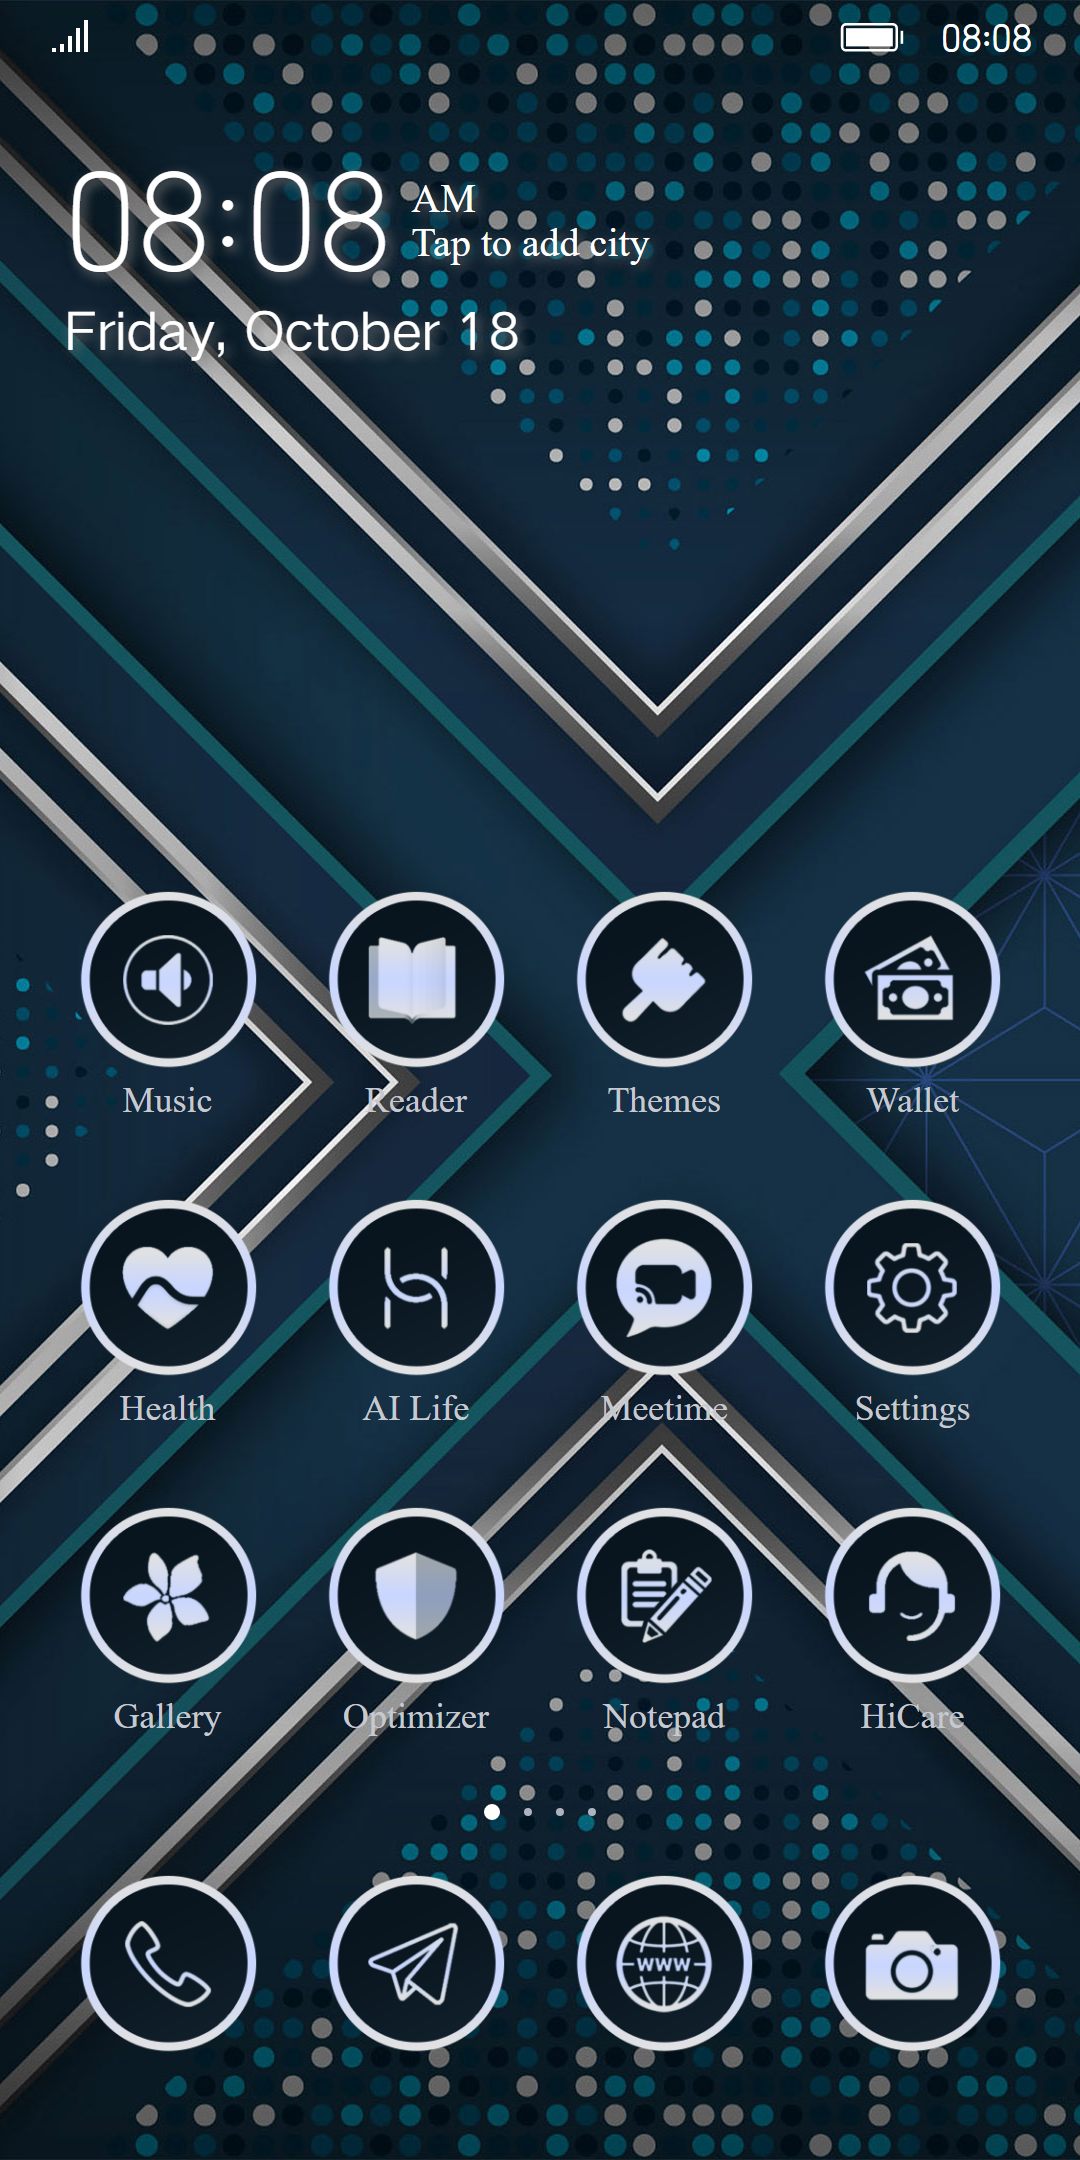 08:08
08:08 AM
Tap to add city
Friday, October 18
Music Reader Themes Wallet
Health AI Life Meetime Settings
Gallery Optimizer Notepad HiCare
WWW